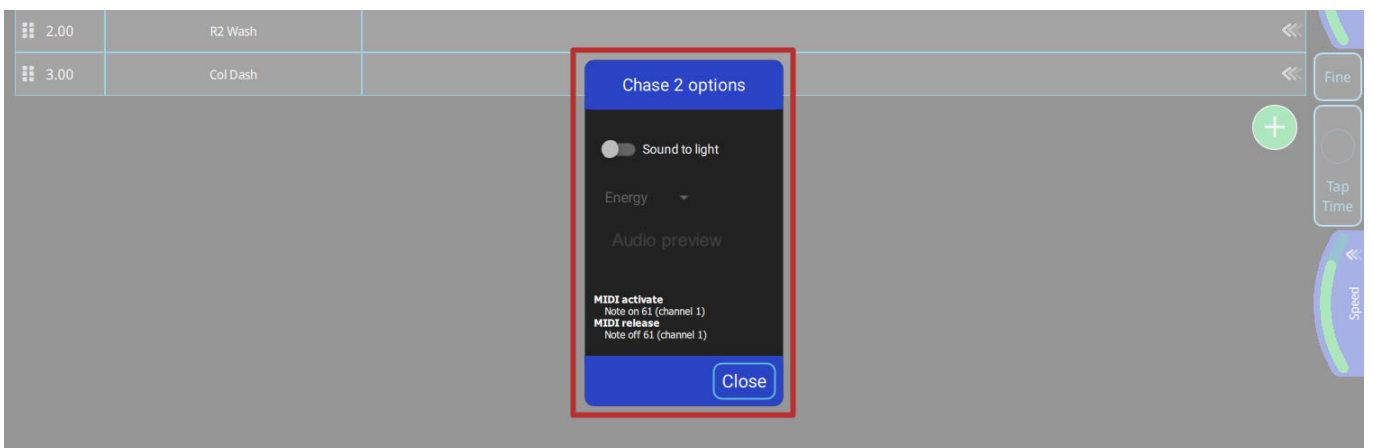 2.00 R2 Wash
3.00 Col Dash
Chase 2 options
Fine
Sound to light
Energy
Tap
Time
Audio preview
Speed
MIDI activate
Note on 61 (channel 1)
MIDI release
Note off 61 (channel 1)
Close